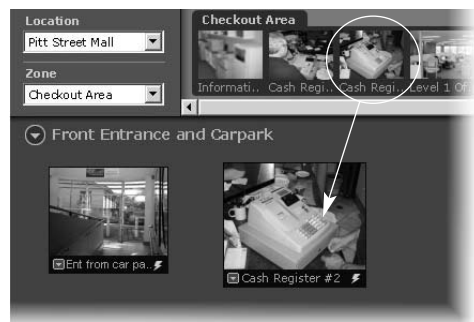 Location
Pitt Street Mall
Zone
Checkout Area
Checkout Area
Informati.. Cash Regi.. Cash Regi.. Level 1 Of
Front Entrance and Carpark
Ent from car pa..
Cash Register #2